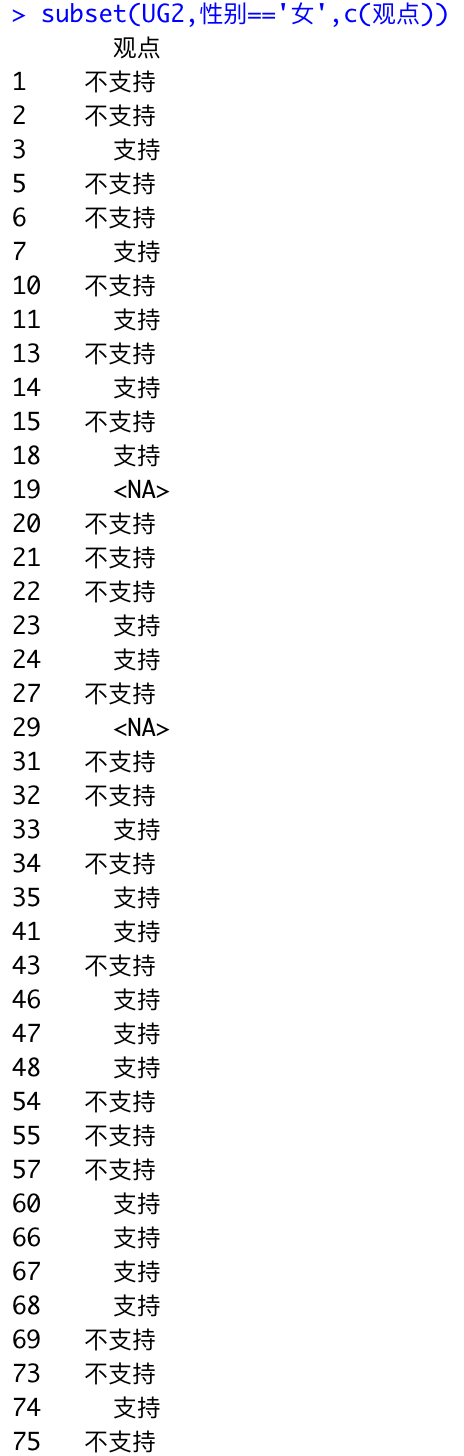 > subset(UG2,性别=='女',c(观点))
观点
1 不支持
2 不支持
3 支持
5 不支持
6 不支持
7 支持
10 不支持
11 支持
13 不支持
14 支持
15 不支持
18 支持
19 <NA>
20 不支持
21 不支持
22 不支持
23 支持
24 支持
27 不支持
29 <NA>
31 不支持
32 不支持
33 支持
34 不支持
35 支持
41 支持
43 不支持
46 支持
47 支持
48 支持
54 不支持
55 不支持
57 不支持
60 支持
66 支持
67 支持
68 支持
69 不支持
73 不支持
74 支持
75 不支持